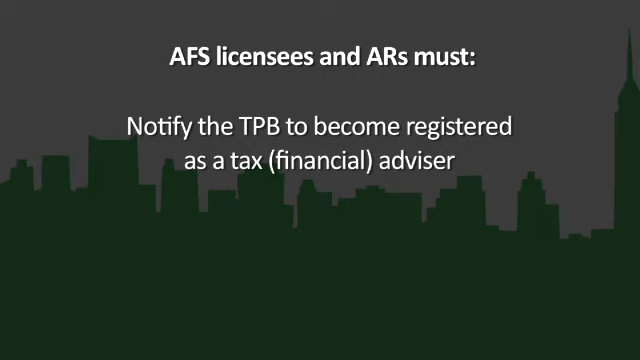 AFS licensees and ARs must:
Notify the TPB to become registered
as a tax (financial) adviser